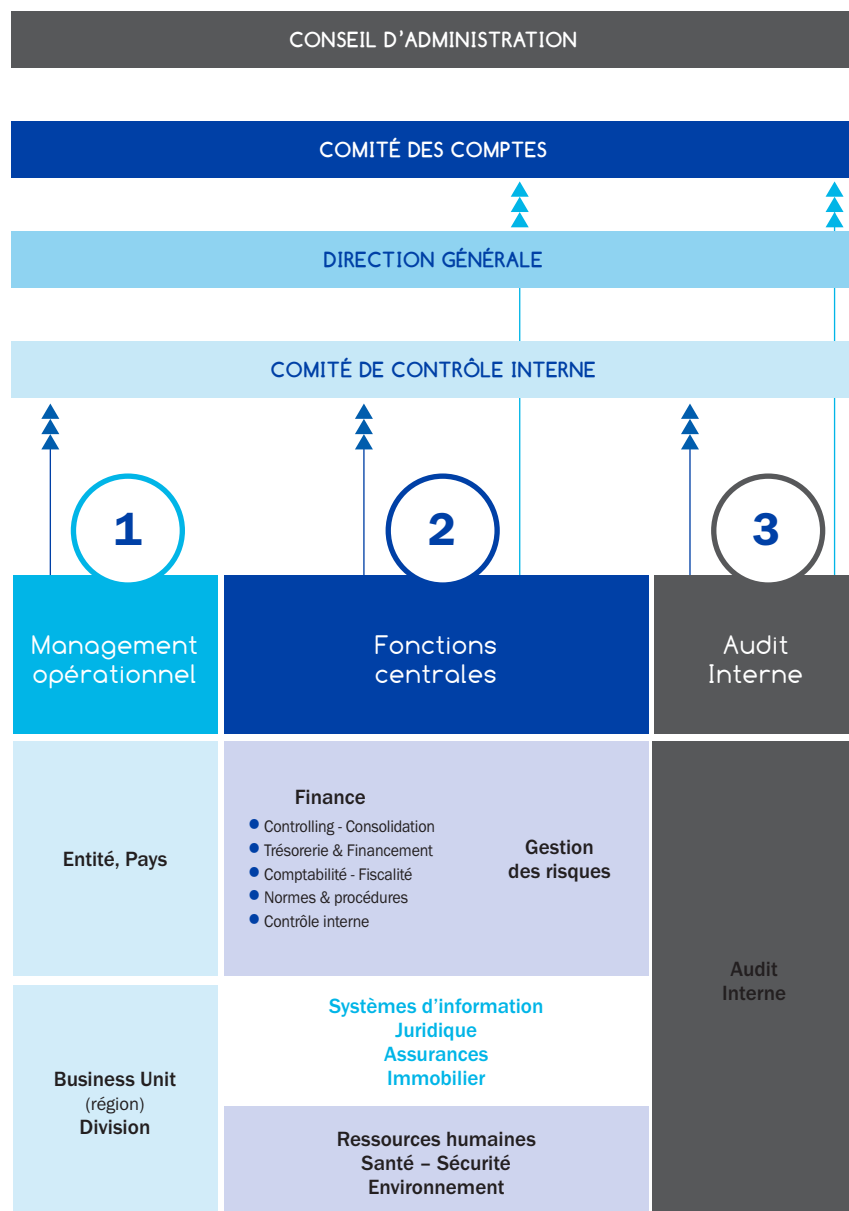 CONSEIL D'ADMINISTRATION
COMITÉ DES COMPTES
DIRECTION GÉNÉRALE
COMITÉ DE CONTRÔLE INTERNE
1
2
3
Management
opérationnel
Fonctions
centrales
Audit
Interne
Entité, Pays
Business Unit
(région)
Division
Finance
Controlling - Consolidation
Trésorerie & Financement
Comptabilité - Fiscalité
Normes & procédures
Contrôle interne
Gestion
des risques
Systèmes d'information
Juridique
Assurances
Immobilier
Ressources humaines
Santé – Sécurité
Environnement
Audit
Interne